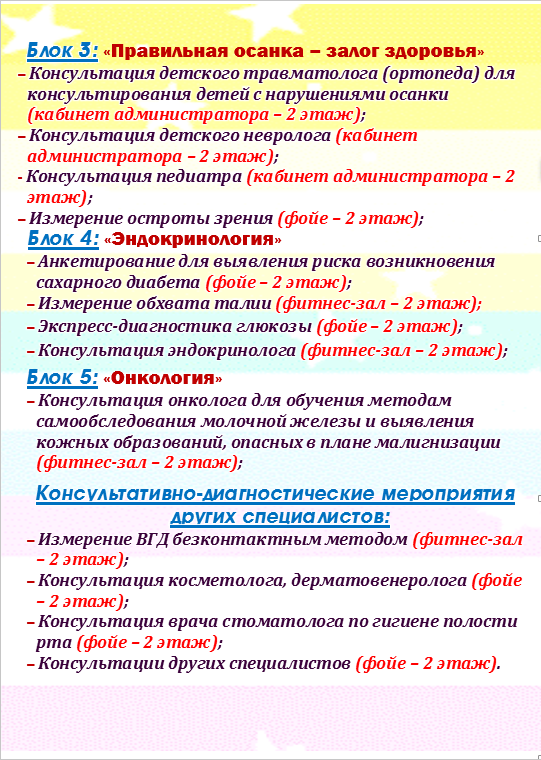 Блок 3: «Правильная осанка – залог здоровья»
– Консультация детского травматолога (ортопеда) для
консультирования детей с нарушениями осанки
(кабинет администратора – 2 этаж);
– Консультация детского невролога (кабинет
администратора – 2 этаж);
- Консультация педиатра (кабинет администратора – 2
этаж);
– Измерение остроты зрения (фойе – 2 этаж);
Блок 4: «Эндокринология»
– Анкетирование для выявления риска возникновения
сахарного диабета (фойе – 2 этаж);
– Измерение обхвата талии (фитнес-зал – 2 этаж);
– Экспресс-диагностика глюкозы (фойе – 2 этаж);
– Консультация эндокринолога (фитнес-зал – 2 этаж);
Блок 5: «Онкология»
– Консультация онколога для обучения методам
самообследования молочной железы и выявления
кожных образований, опасных в плане малигнизации
(фитнес-зал – 2 этаж);
Консультативно-диагностические мероприятия
других специалистов:
– Измерение ВГД безконтактным методом (фитнес-зал
– 2 этаж);
– Консультация косметолога, дерматовенеролога (фойе
– 2 этаж);
– Консультация врача стоматолога по гигиене полости
рта (фойе – 2 этаж);
– Консультации других специалистов (фойе – 2 этаж).